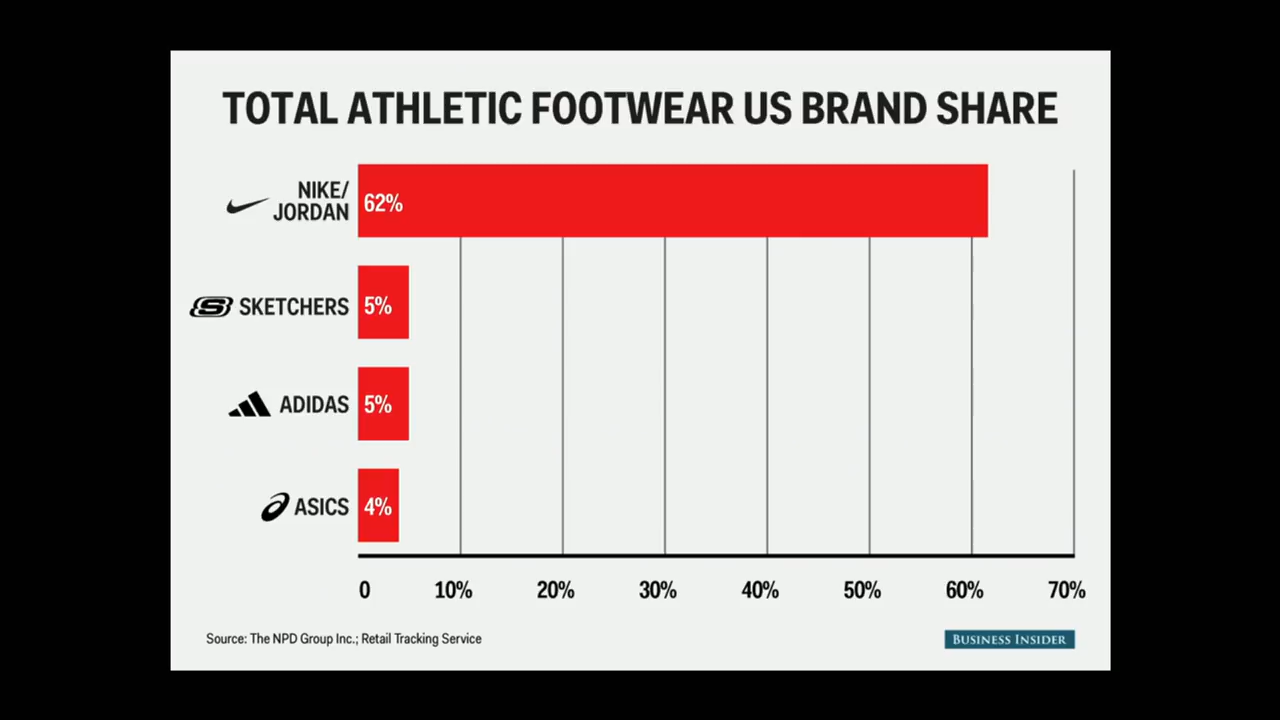 TOTAL ATHLETIC FOOTWEAR US BRAND SHARE
NIKE/
JORDAN
62%
SKETCHERS
5%
ADIDAS
5%
ASICS
4%
0 10% 20% 30% 40% 50% 60% 70%
Source: The NPD Group Inc.; Retail Tracking Service
BUSINESS INSIDER